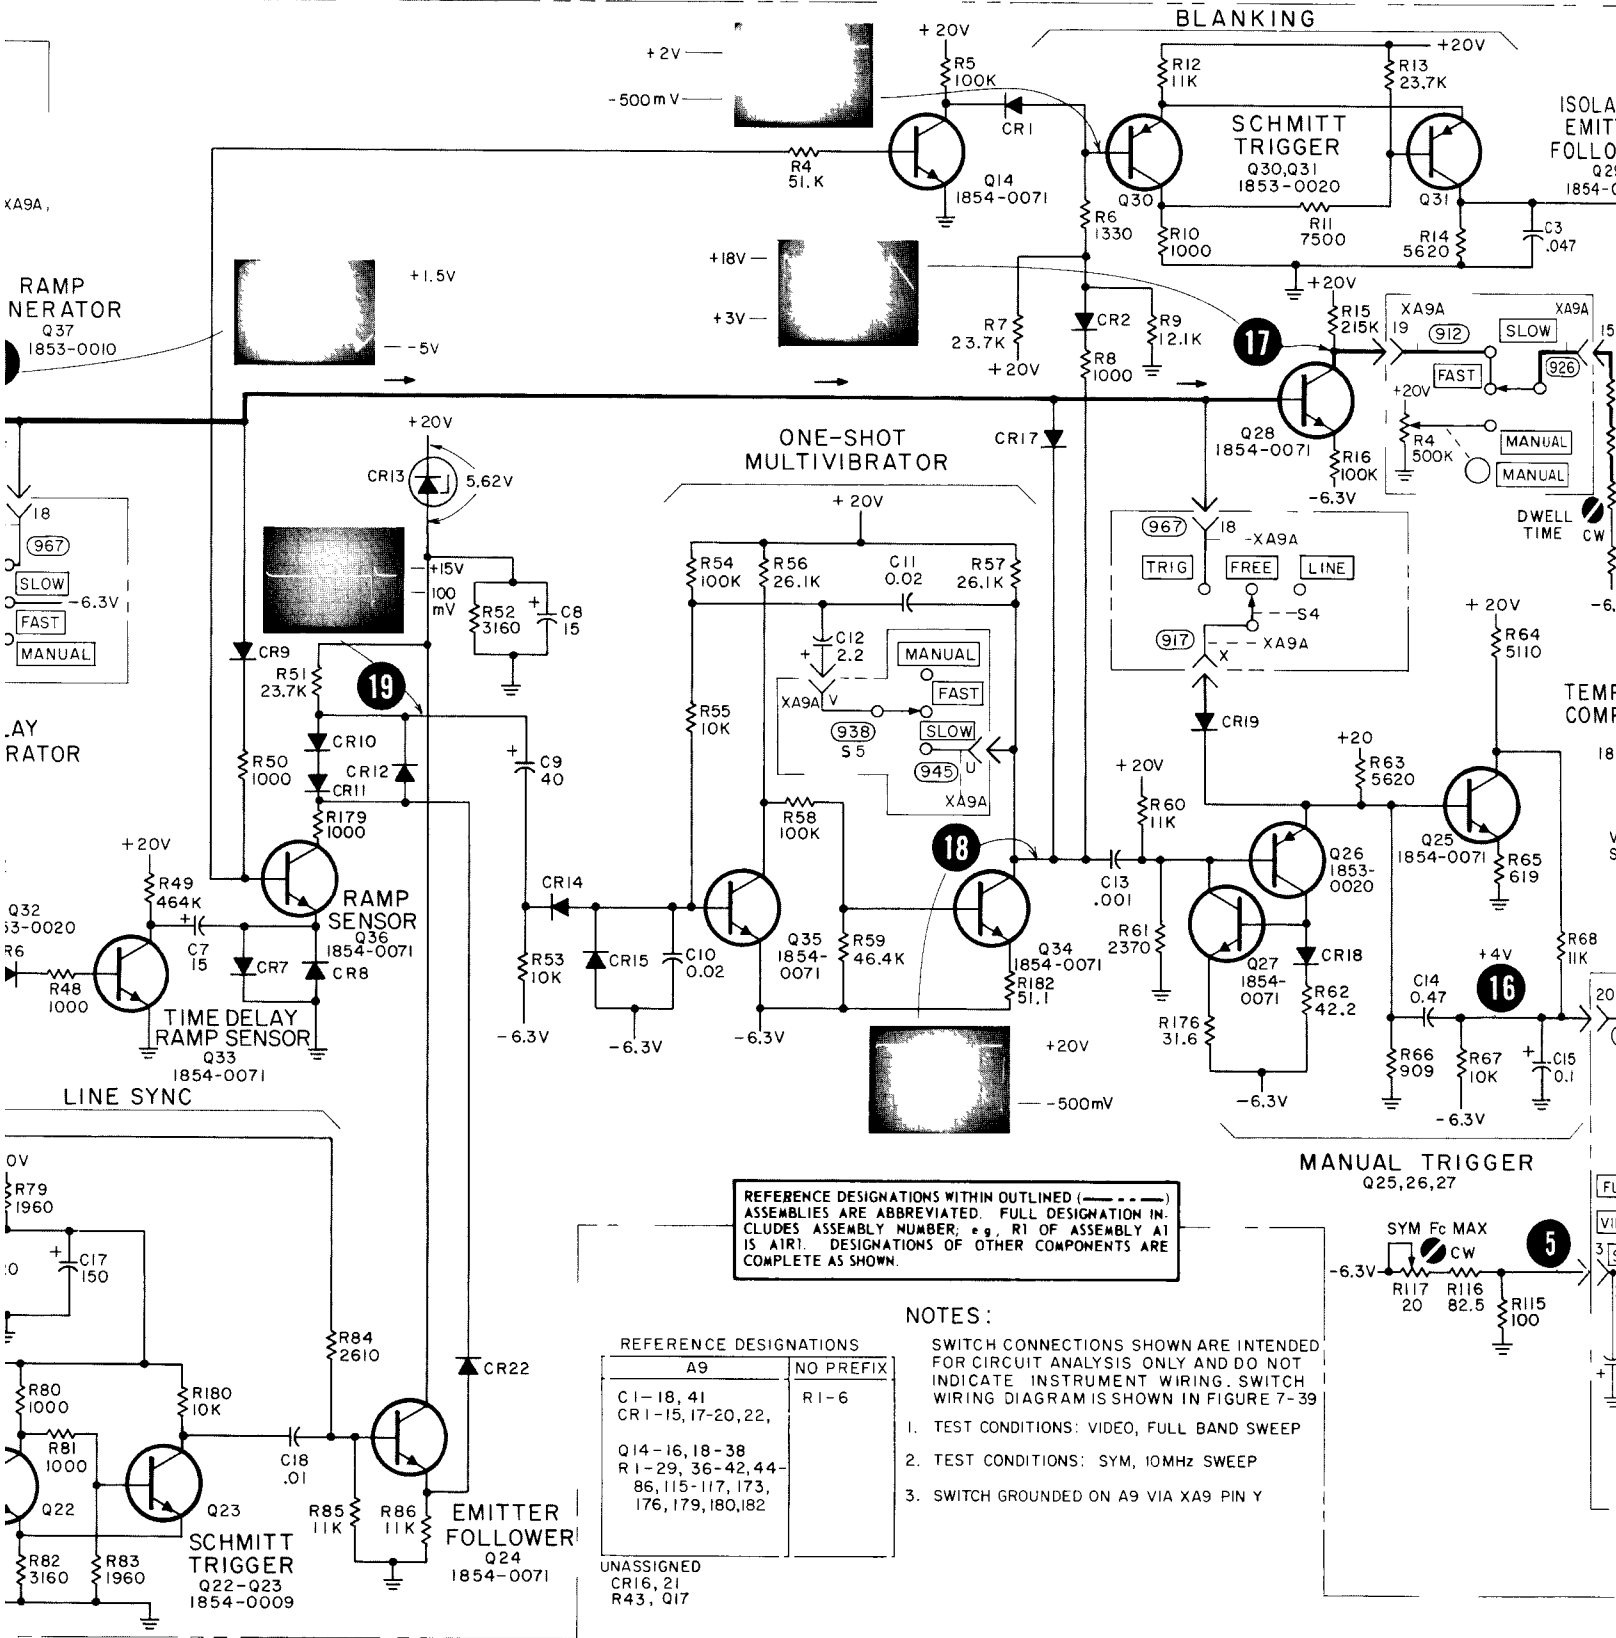 BLANKING
+2V
-500mV
+20V
R5
100K
CR1
R4
51.K
Q14
1854-0071
R12
11K
+20V
R13
23.7K
SCHMITT
TRIGGER
Q30,Q31
1853-0020
Q30
Q31
R11
7500
R10
1000
R14
5620
C3
.047
ISOLA
EMIT
FOLLO
Q29
XA9A,
R6
1330
+18V
+3V
R7
23.7K
+20V
CR2
R8
1000
R9
12.1K
+1.5V
-5V
RAMP
NERATOR
Q37
1853-0010
17
+20V
R15
215K
XA9A
19
912
SLOW
XA9A
15
FAST
926
+20V
R4
500K
MANUAL
MANUAL
Q28
1854-0071
R16
100K
-6.3V
DWELL
TIME
CW
CR17
+20V
CR13
5.62V
ONE-SHOT
MULTIVIBRATOR
+20V
18
967
SLOW
-6.3V
FAST
MANUAL
+15V
100
mV
R52
3160
C8
15
R54
100K
R56
26.1K
C11
0.02
R57
26.1K
967
18
XA9A
TRIG
FREE
LINE
S4
917
XA9A
X
+20V
R64
5110
CR9
R51
23.7K
19
C12
2.2
MANUAL
FAST
XA9A
V
938
S5
SLOW
945
U
XA9A
R55
10K
CR19
CR10
CR12
CR11
R50
1000
R179
1000
C9
40
R58
100K
18
+20V
R60
11K
+20
R63
5620
Q25
1854-0071
R65
619
TEMP
COMP
LAY
RATOR
+20V
R49
464K
RAMP
SENSOR
Q36
1854-0071
CR14
CR15
C10
0.02
Q35
1854-
0071
R59
46.4K
Q34
1854-0071
R182
51.1
C13
.001
R61
2370
Q26
1853-
0020
Q27
1854-
0071
CR18
R62
42.2
R176
31.6
-6.3V
Q32
53-0020
R6
R48
1000
C7
15
CR7
CR8
R53
10K
-6.3V
-6.3V
-6.3V
TIME DELAY
RAMP SENSOR
Q33
1854-0071
+4V
16
R68
11K
C14
0.47
20
R66
909
R67
10K
C15
0.1
-6.3V
+20V
-500mV
LINE SYNC
MANUAL TRIGGER
Q25,26,27
R79
1960
C17
150
REFERENCE DESIGNATIONS WITHIN OUTLINED (—— - - —)
ASSEMBLIES ARE ABBREVIATED. FULL DESIGNATION IN-
CLUDES ASSEMBLY NUMBER; e g, R1 OF ASSEMBLY A1
IS A1R1. DESIGNATIONS OF OTHER COMPONENTS ARE
COMPLETE AS SHOWN.
SYM Fc MAX
CW
5
-6.3V
R117
20
R116
82.5
R115
100
3
R84
2610
CR22
R80
1000
R180
10K
R81
1000
C18
.01
Q22
Q23
R85
11K
R86
11K
EMITTER
FOLLOWER
Q24
1854-0071
SCHMITT
TRIGGER
Q22-Q23
1854-0009
R82
3160
R83
1960
REFERENCE DESIGNATIONS
A9
NO PREFIX
C1-18, 41
R1-6
CR1-15, 17-20, 22,
Q14-16, 18-38
R1-29, 36-42, 44-
86, 115-117, 173,
176, 179, 180, 182
UNASSIGNED
CR16, 21
R43, Q17
NOTES:
SWITCH CONNECTIONS SHOWN ARE INTENDED
FOR CIRCUIT ANALYSIS ONLY AND DO NOT
INDICATE INSTRUMENT WIRING. SWITCH
WIRING DIAGRAM IS SHOWN IN FIGURE 7-39
1. TEST CONDITIONS: VIDEO, FULL BAND SWEEP
2. TEST CONDITIONS: SYM, 10MHz SWEEP
3. SWITCH GROUNDED ON A9 VIA XA9 PIN Y